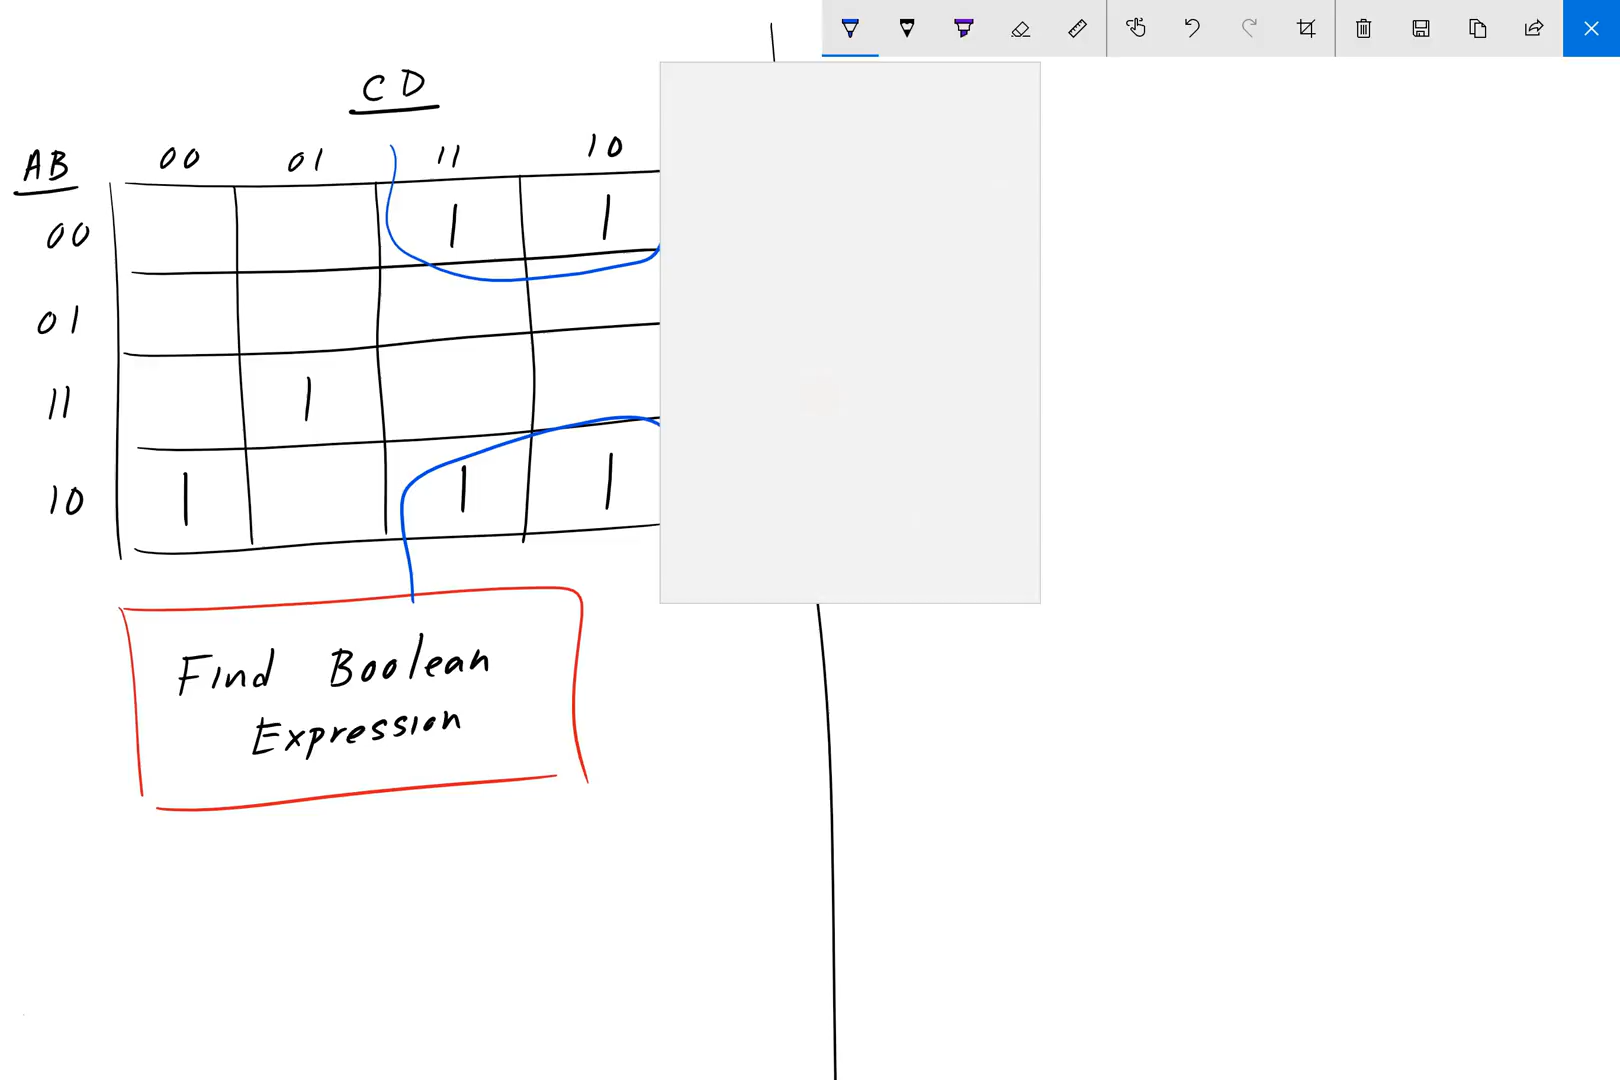 CD
AB 00 01 11 10
00 1 1
01
11 1
10 1 1 1
Find Boolean
Expression